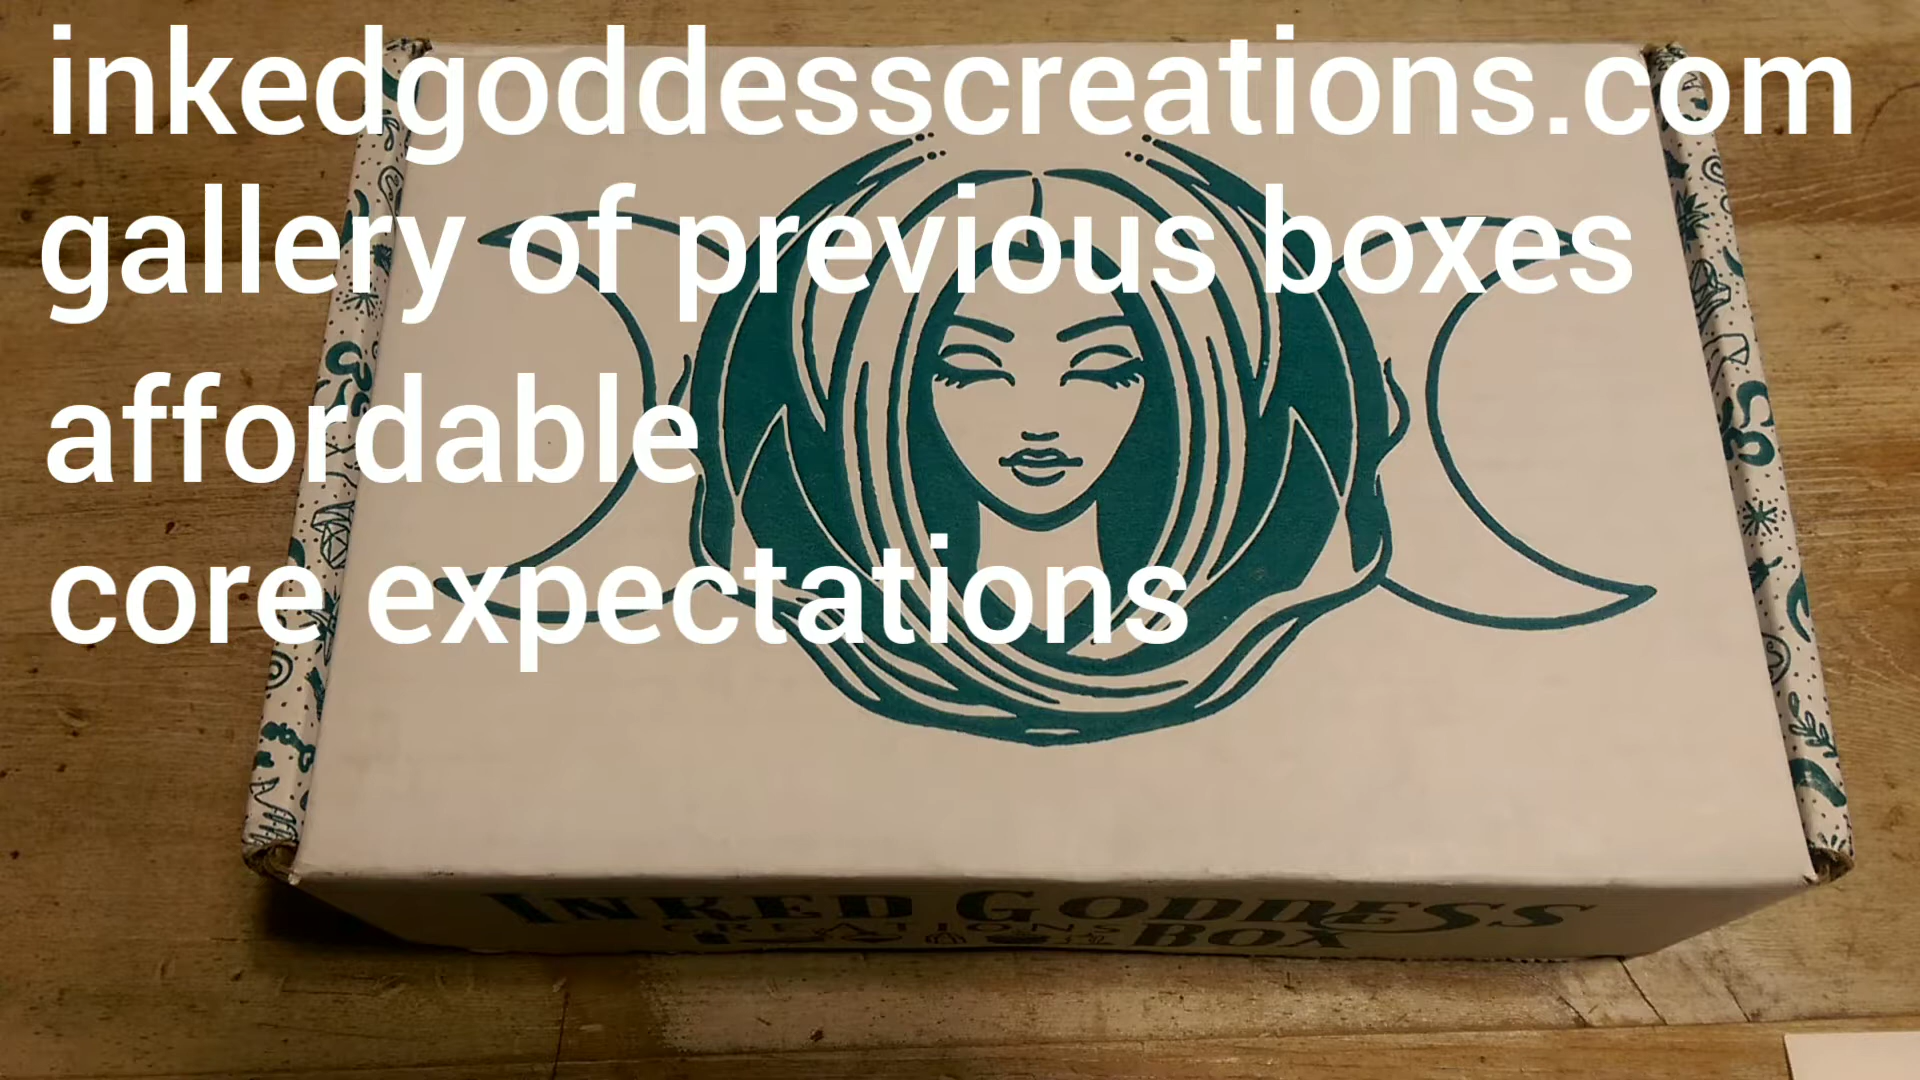 inkedgoddesscreations.com
gallery of previous boxes
affordable
core expectations
INKED GODDESS
CREATIONS
BOX